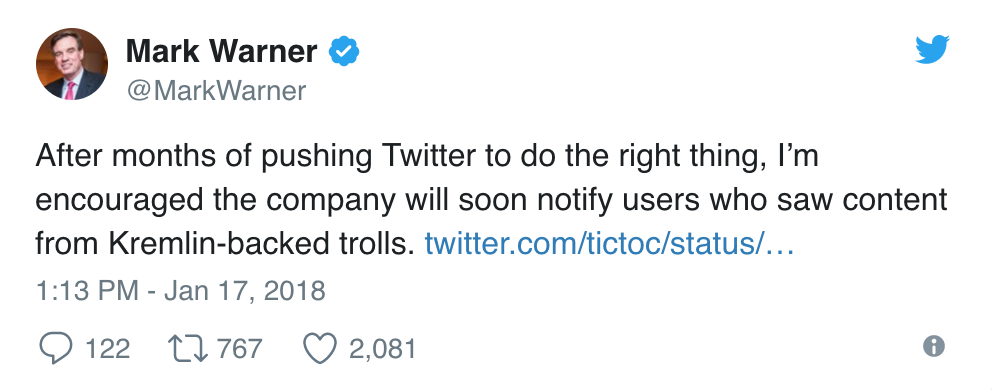 Mark Warner
@MarkWarner
After months of pushing Twitter to do the right thing, I’m
encouraged the company will soon notify users who saw content
from Kremlin-backed trolls. twitter.com/tictoc/status/…
1:13 PM - Jan 17, 2018
122 767 2,081